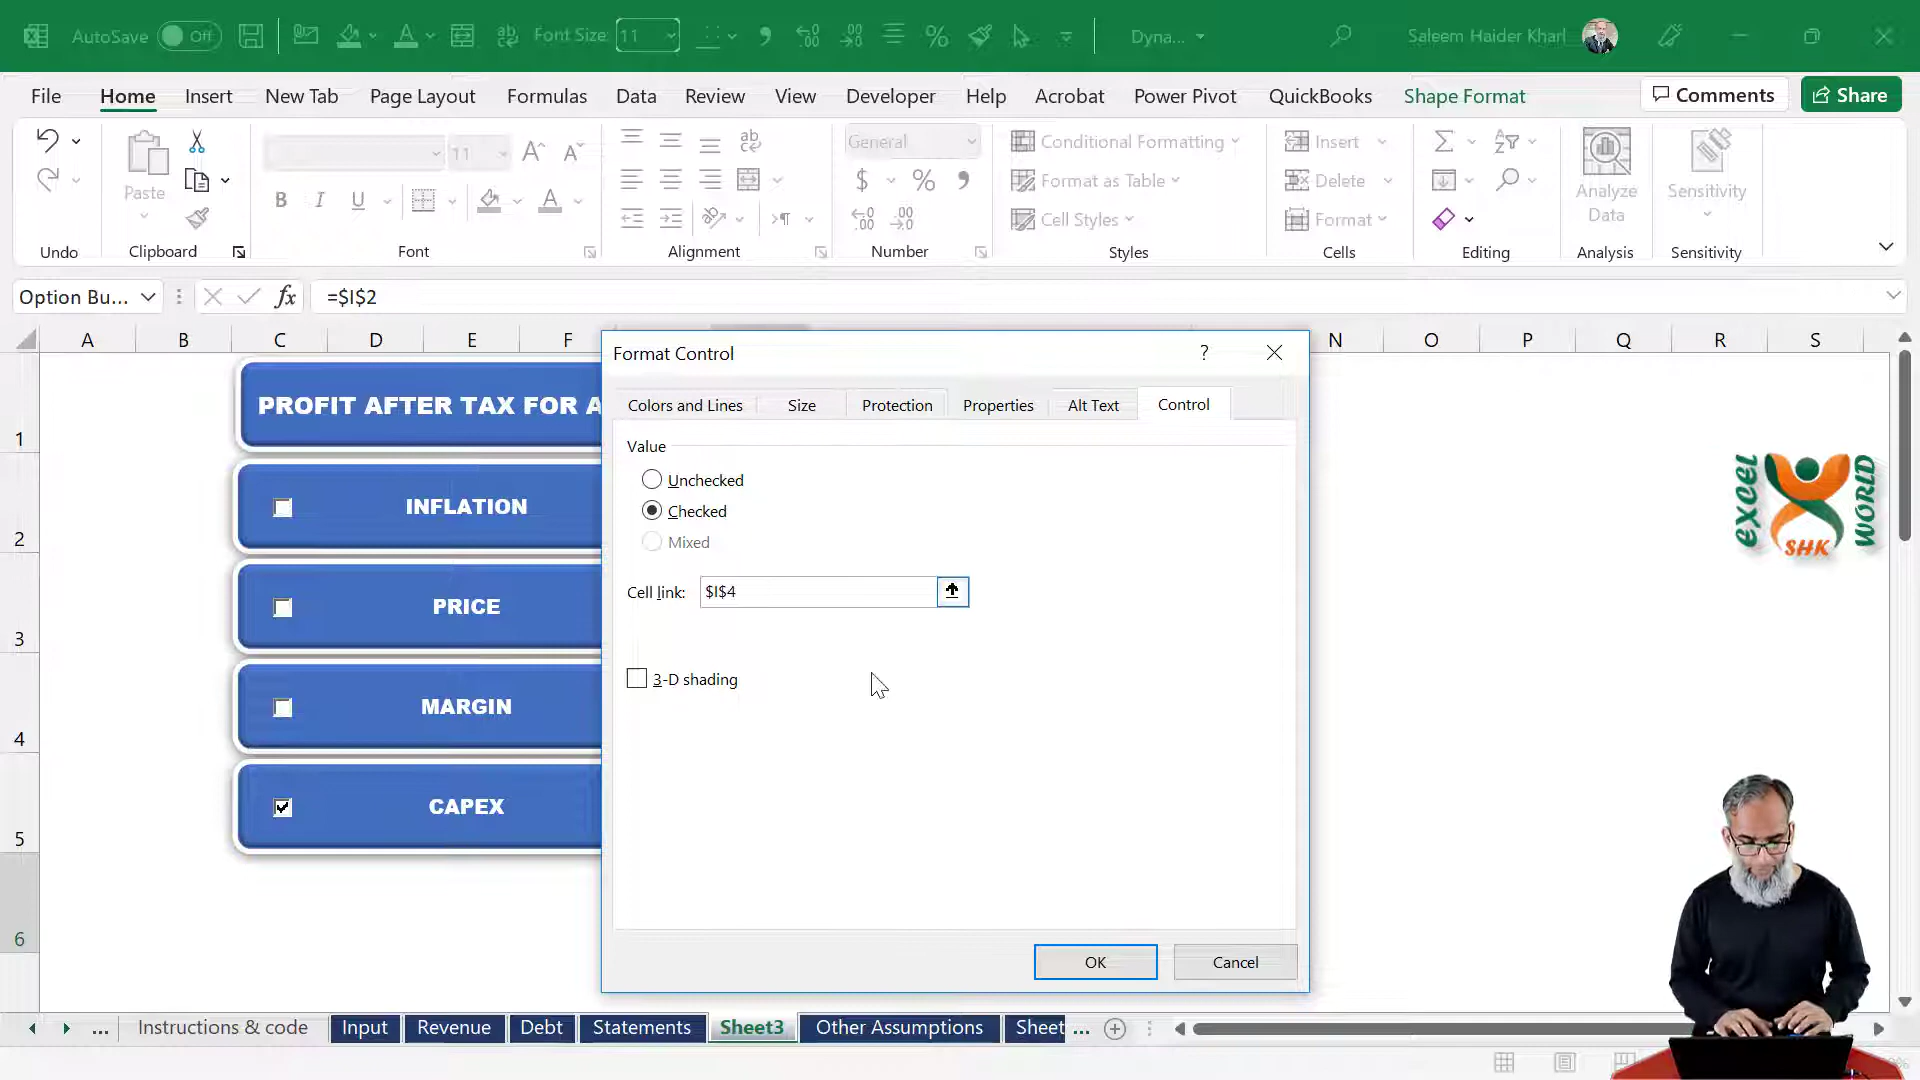 AutoSave Off Font Size: 11 Dyna... Saleem Haider Kharl
File Home Insert New Tab Page Layout Formulas Data Review View Developer Help Acrobat Power Pivot QuickBooks Shape Format Comments Share
11 General Conditional Formatting Insert
Paste B I U $ % Format as Table Delete Analyze Data Sensitivity
Cell Styles Format
Undo Clipboard Font Alignment Number Styles Cells Editing Analysis Sensitivity
Option Bu... fx =$I$2
A B C D E F N O P Q R S
Format Control ?
Colors and Lines Size Protection Properties Alt Text Control
1 PROFIT AFTER TAX FOR A
Value
Unchecked
Checked
Mixed
2 INFLATION
EXCEL SHK WORLD
Cell link: $I$4
3 PRICE
3-D shading
4 MARGIN
5 CAPEX
6
OK Cancel
... Instructions & code Input Revenue Debt Statements Sheet3 Other Assumptions Sheet ...